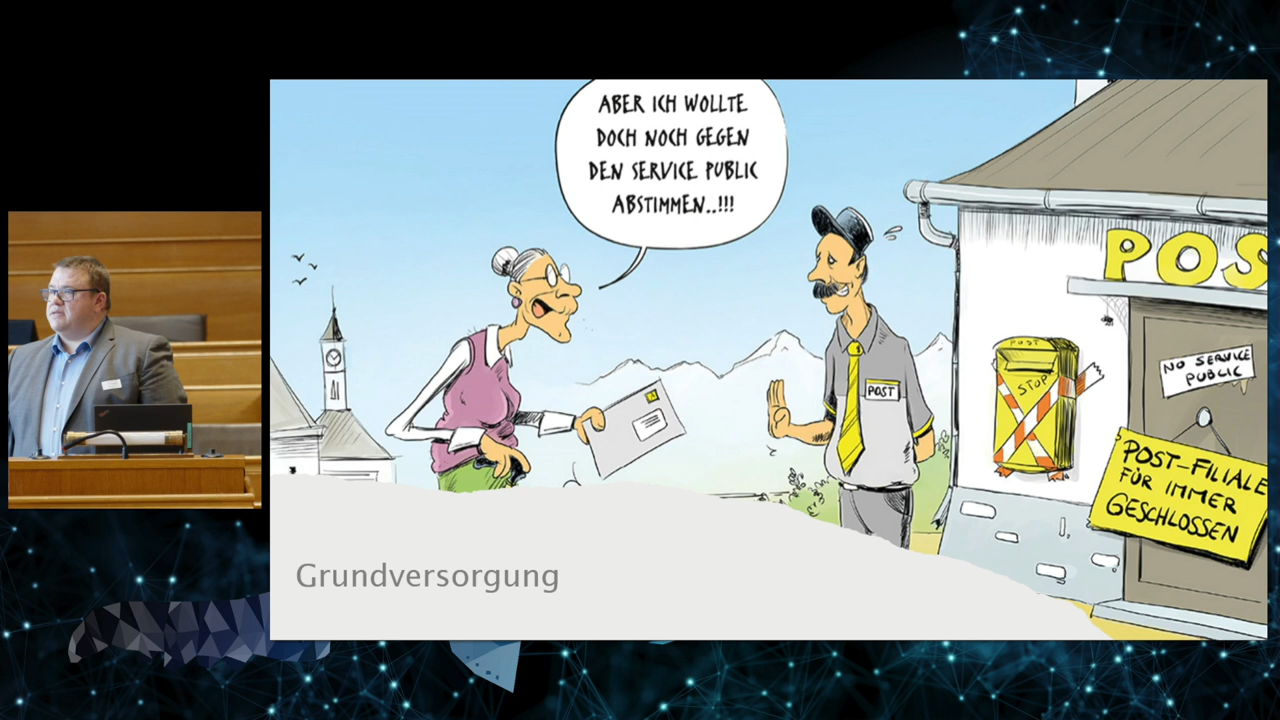 ABER ICH WOLLTE
DOCH NOCH GEGEN
DEN SERVICE PUBLIC
ABSTIMMEN..!!!
POS
POST
STOP
POST
NO SERVICE
PUBLIC
POST-FILIALE
FÜR IMMER
GESCHLOSSEN
Grundversorgung